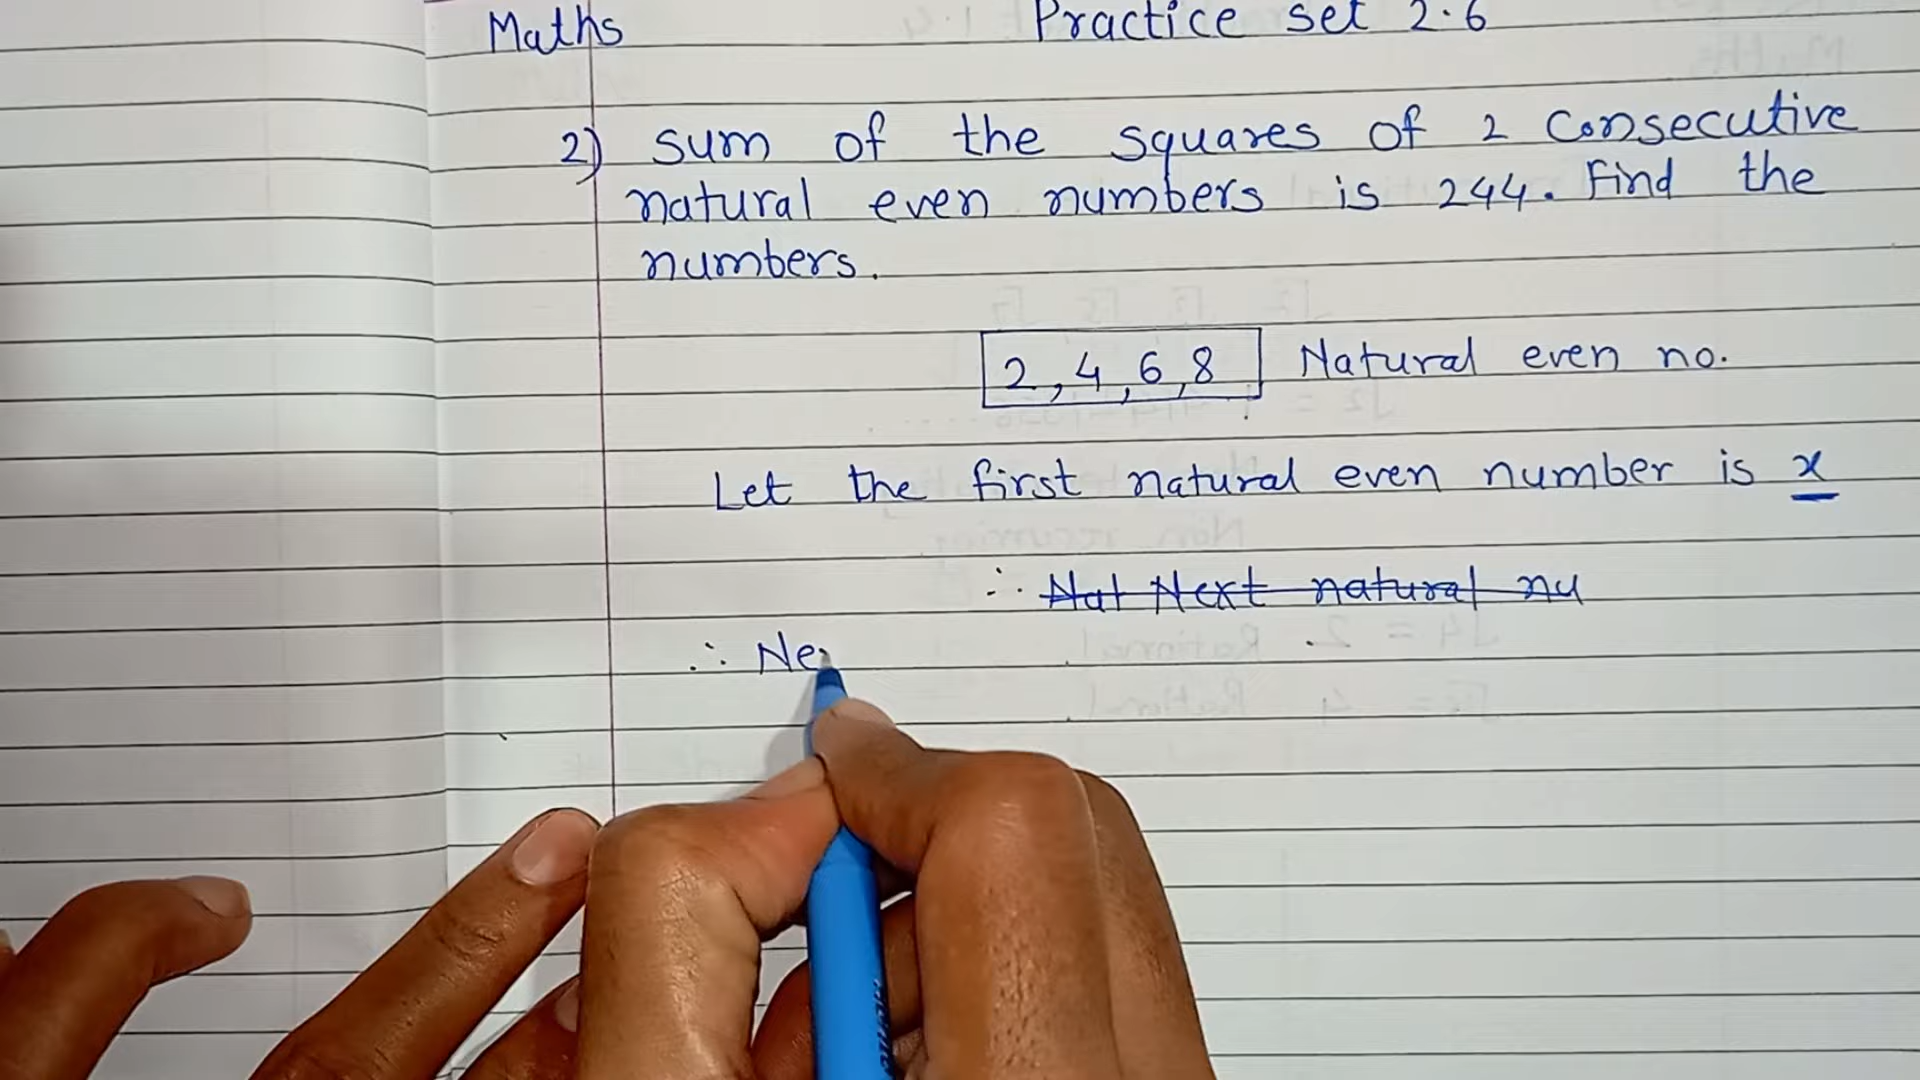 Maths Practice set 2.6
2) sum of the squares of 2 consecutive
natural even numbers is 244. Find the
numbers.
2, 4, 6, 8 Natural even no.
Let the first natural even number is x
∴ Nat Next natural nu
∴ Ne